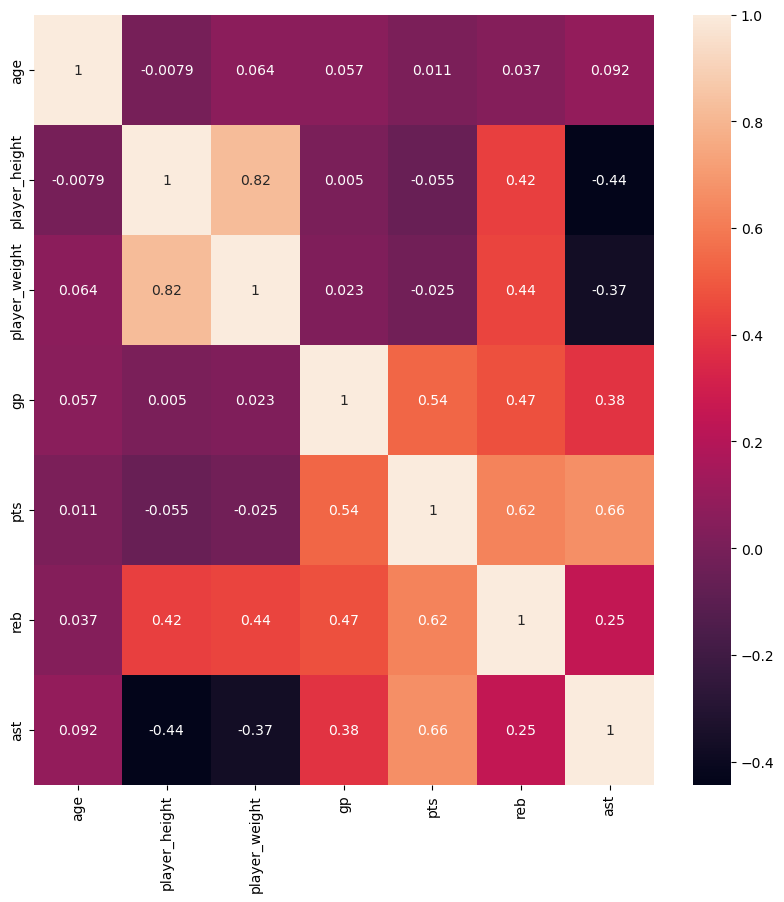 age 1 -0.0079 0.064 0.057 0.011 0.037 0.092
player_height -0.0079 1 0.82 0.005 -0.055 0.42 -0.44
player_weight 0.064 0.82 1 0.023 -0.025 0.44 -0.37
gp 0.057 0.005 0.023 1 0.54 0.47 0.38
pts 0.011 -0.055 -0.025 0.54 1 0.62 0.66
reb 0.037 0.42 0.44 0.47 0.62 1 0.25
ast 0.092 -0.44 -0.37 0.38 0.66 0.25 1
age player_height player_weight gp pts reb ast
1.0
0.8
0.6
0.4
0.2
0.0
−0.2
−0.4